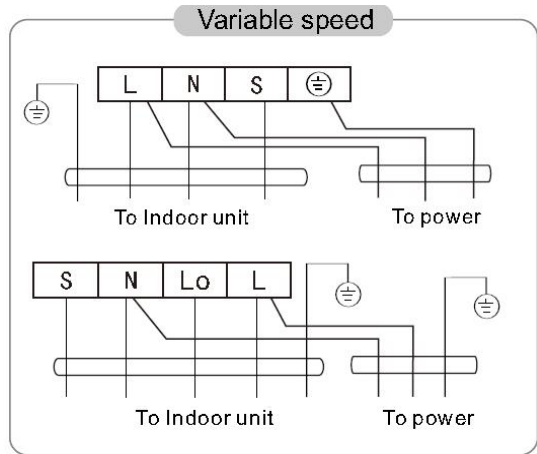 Variable speed
L N S
To Indoor unit To power
S N Lo L
To Indoor unit To power